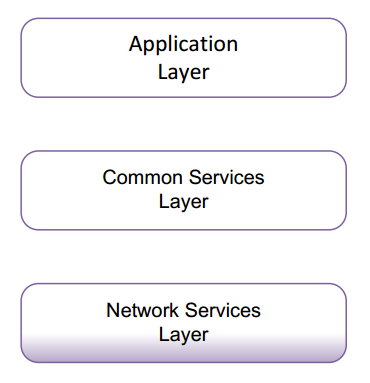 Application
Layer
Common Services
Layer
Network Services
Layer